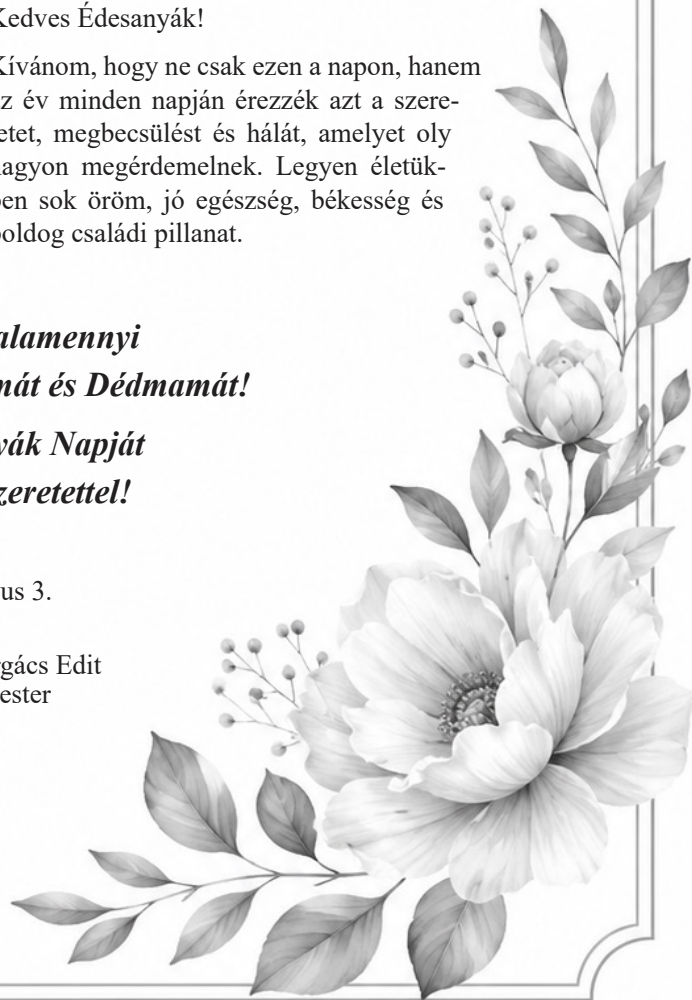 Kedves Édesanyák!
Kívánom, hogy ne csak ezen a napon, hanem
z év minden napján érezzék azt a szere-
etet, megbecsülést és hálát, amelyet oly
nagyon megérdemelnek. Legyen életük-
ben sok öröm, jó egészség, békesség és
boldog családi pillanat.
alamennyi
mát és Dédmamát!
yák Napját
zeretettel!
us 3.
gács Edit
ester